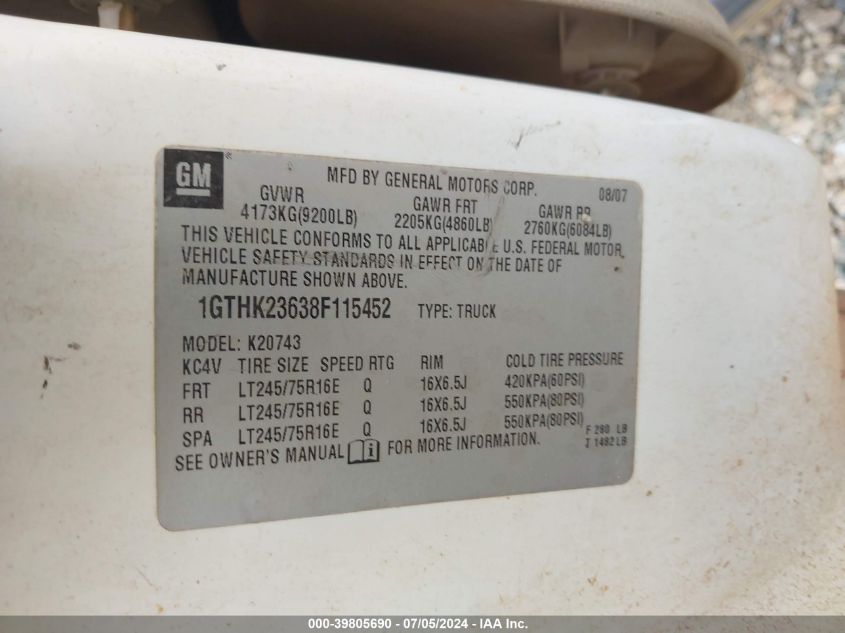 GM
MFD BY GENERAL MOTORS CORP. 08/07
GVWR GAWR FRT GAWR RR
4173KG(9200LB) 2205KG(4860LB) 2760KG(6084LB)
THIS VEHICLE CONFORMS TO ALL APPLICABLE U.S. FEDERAL MOTOR
VEHICLE SAFETY STANDARDS IN EFFECT ON THE DATE OF
MANUFACTURE SHOWN ABOVE.
1GTHK23638F115452 TYPE: TRUCK
MODEL: K20743
KC4V TIRE SIZE SPEED RTG RIM COLD TIRE PRESSURE
FRT LT245/75R16E Q 16X6.5J 420KPA(60PSI)
RR LT245/75R16E Q 16X6.5J 550KPA(80PSI)
SPA LT245/75R16E Q 16X6.5J 550KPA(80PSI)
F 280 LB
T 1482 LB
SEE OWNER'S MANUAL i FOR MORE INFORMATION.
000-39805690 - 07/05/2024 - IAA Inc.